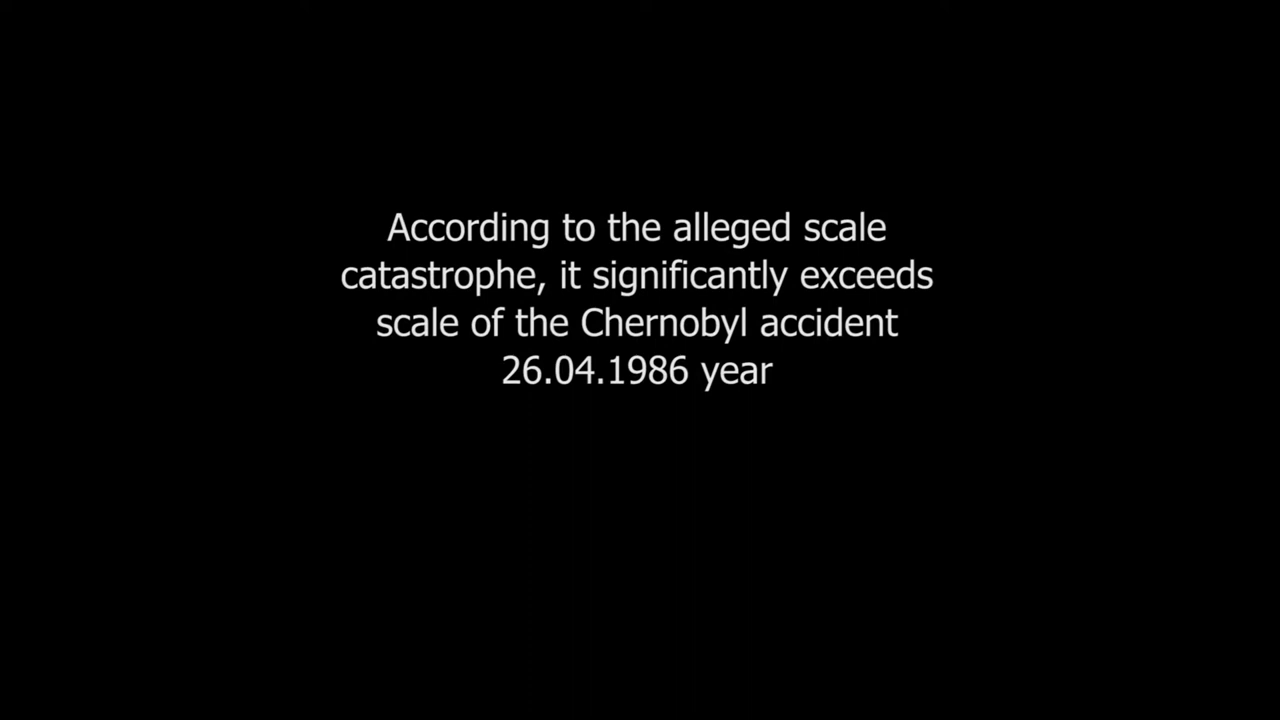 According to the alleged scale
catastrophe, it significantly exceeds
scale of the Chernobyl accident
26.04.1986 year